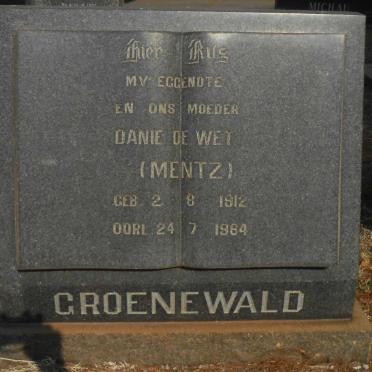 Hier Rus
MY EGGENOTE
EN ONS MOEDER
DANIE DE WET
(MENTZ)
GEB. 2. 8 1912
OORL 24 7 1964
GROENEWALD